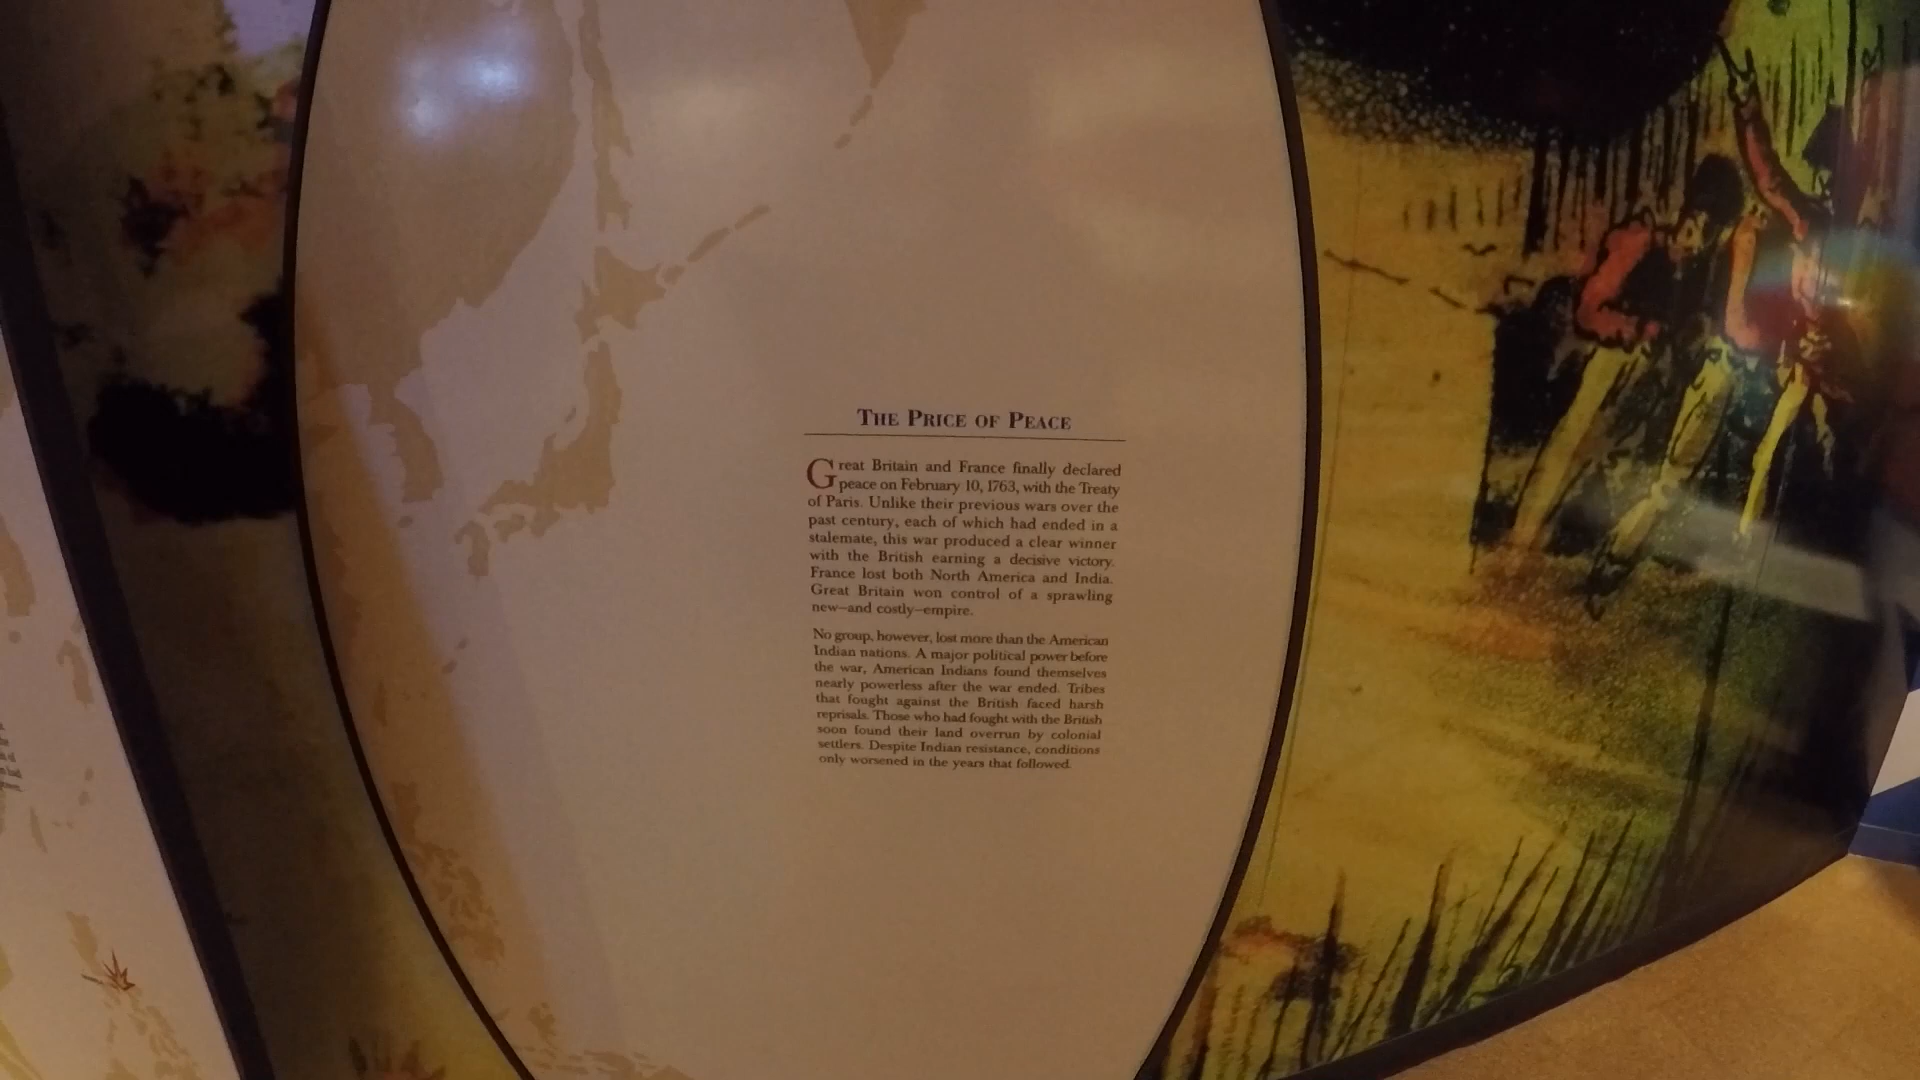 THE PRICE OF PEACE
Great Britain and France finally declared
peace on February 10, 1763, with the Treaty
of Paris. Unlike their previous wars over the
past century, each of which had ended in a
stalemate, this war produced a clear winner
with the British earning a decisive victory.
France lost both North America and India.
Great Britain won control of a sprawling
new—and costly—empire.
No group, however, lost more than the American
Indian nations. A major political power before
the war, American Indians found themselves
nearly powerless after the war ended. Tribes
that fought against the British faced harsh
reprisals. Those who had fought with the British
soon found their land overrun by colonial
settlers. Despite Indian resistance, conditions
only worsened in the years that followed.